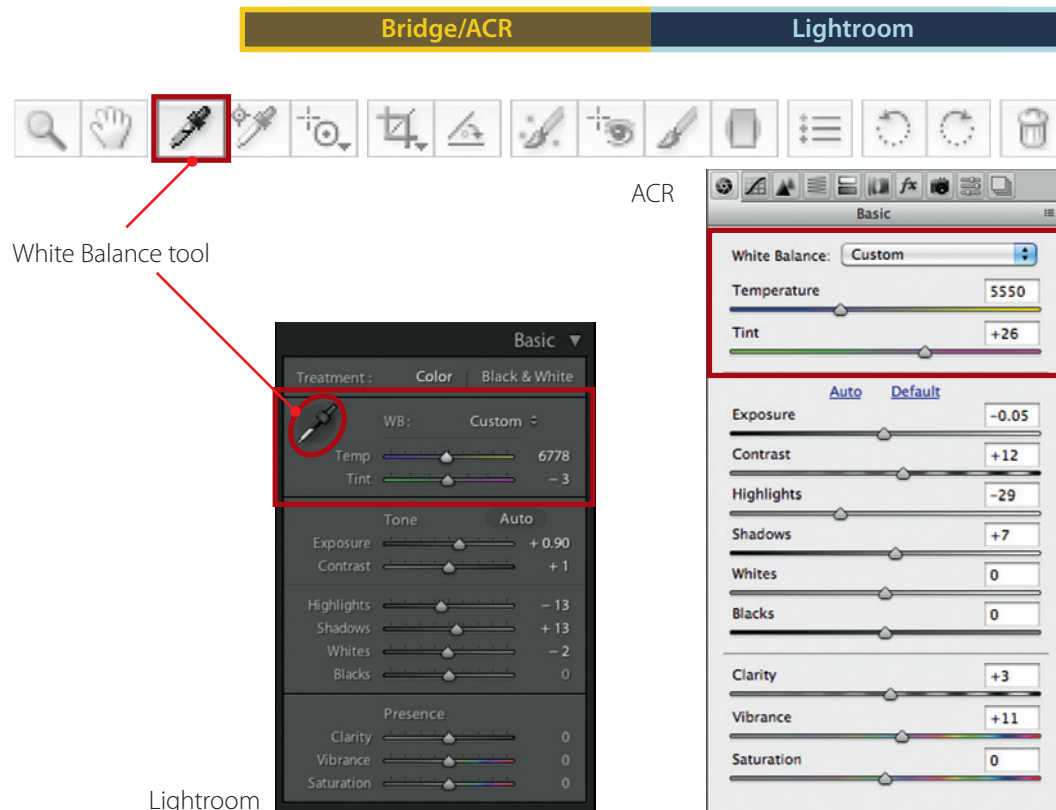 Bridge/ACR
Lightroom
ACR
White Balance tool
Basic
Treatment : Color Black & White
WB: Custom
Temp 6778
Tint – 3
Tone Auto
Exposure + 0.90
Contrast + 1
Highlights – 13
Shadows + 13
Whites – 2
Blacks 0
Presence
Clarity 0
Vibrance 0
Saturation 0
Lightroom
fx
Basic
White Balance: Custom
Temperature 5550
Tint +26
Auto Default
Exposure -0.05
Contrast +12
Highlights -29
Shadows +7
Whites 0
Blacks 0
Clarity +3
Vibrance +11
Saturation 0